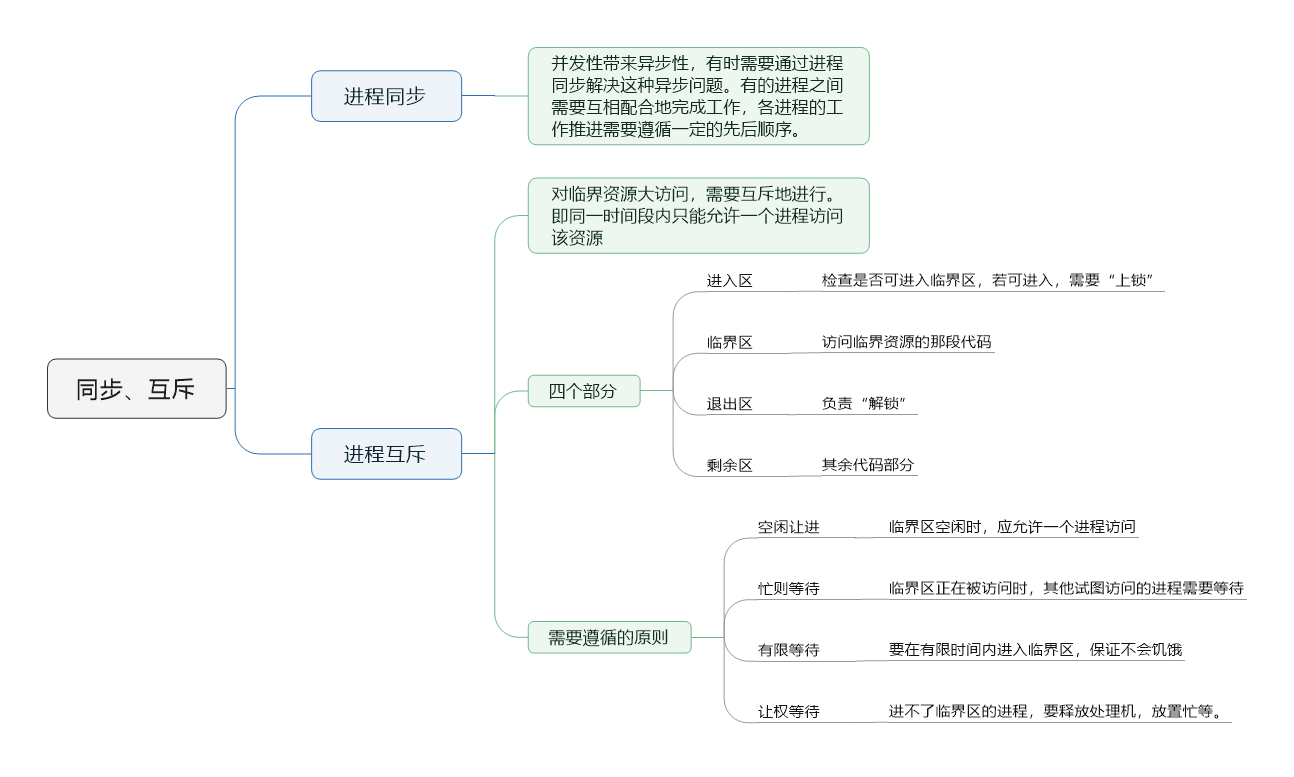 进程同步
并发性带来异步性，有时需要通过进程
同步解决这种异步问题。有的进程之间
需要互相配合地完成工作，各进程的工
作推进需要遵循一定的先后顺序。
对临界资源大访问，需要互斥地进行。
即同一时间段内只能允许一个进程访问
该资源
进入区 检查是否可进入临界区，若可进入，需要“上锁”
临界区 访问临界资源的那段代码
同步、互斥
四个部分
退出区 负责“解锁”
进程互斥
剩余区 其余代码部分
空闲让进 临界区空闲时，应允许一个进程访问
忙则等待 临界区正在被访问时，其他试图访问的进程需要等待
需要遵循的原则
有限等待 要在有限时间内进入临界区，保证不会饥饿
让权等待 进不了临界区的进程，要释放处理机，放置忙等。